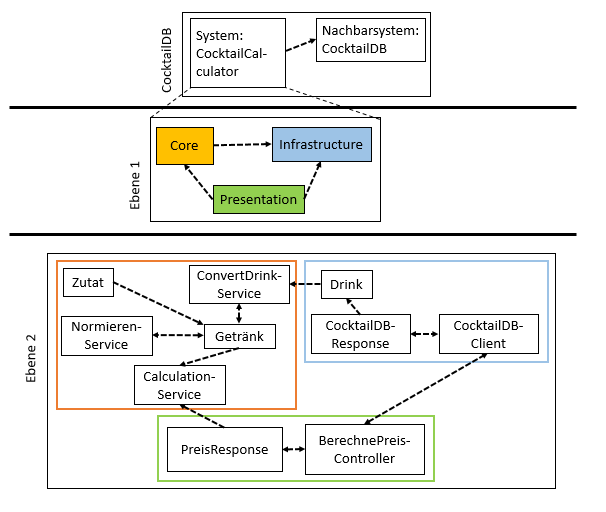 CocktailDB
System:
CocktailCal-
culator
Nachbarsystem:
CocktailDB
Ebene 1
Core
Infrastructure
Presentation
Ebene 2
Zutat
ConvertDrink-
Service
Drink
Normieren-
Service
Getränk
CocktailDB-
Response
CocktailDB-
Client
Calculation-
Service
PreisResponse
BerechnePreis-
Controller